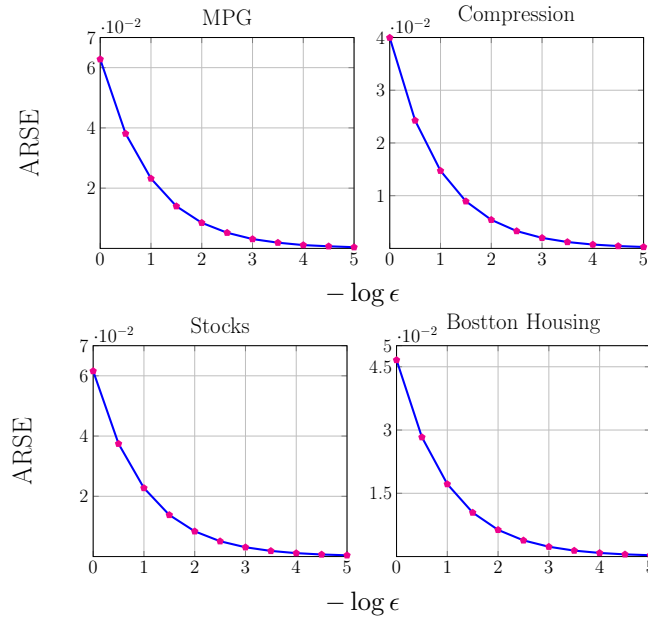 MPG
Compression
·10⁻²
·10⁻²
7
6
4
2
4
3
2
1
ARSE
0 1 2 3 4 5
0 1 2 3 4 5
− log ϵ
Stocks
Bostton Housing
·10⁻²
·10⁻²
7
6
4
2
5
4.5
3
1.5
ARSE
0 1 2 3 4 5
0 1 2 3 4 5
− log ϵ